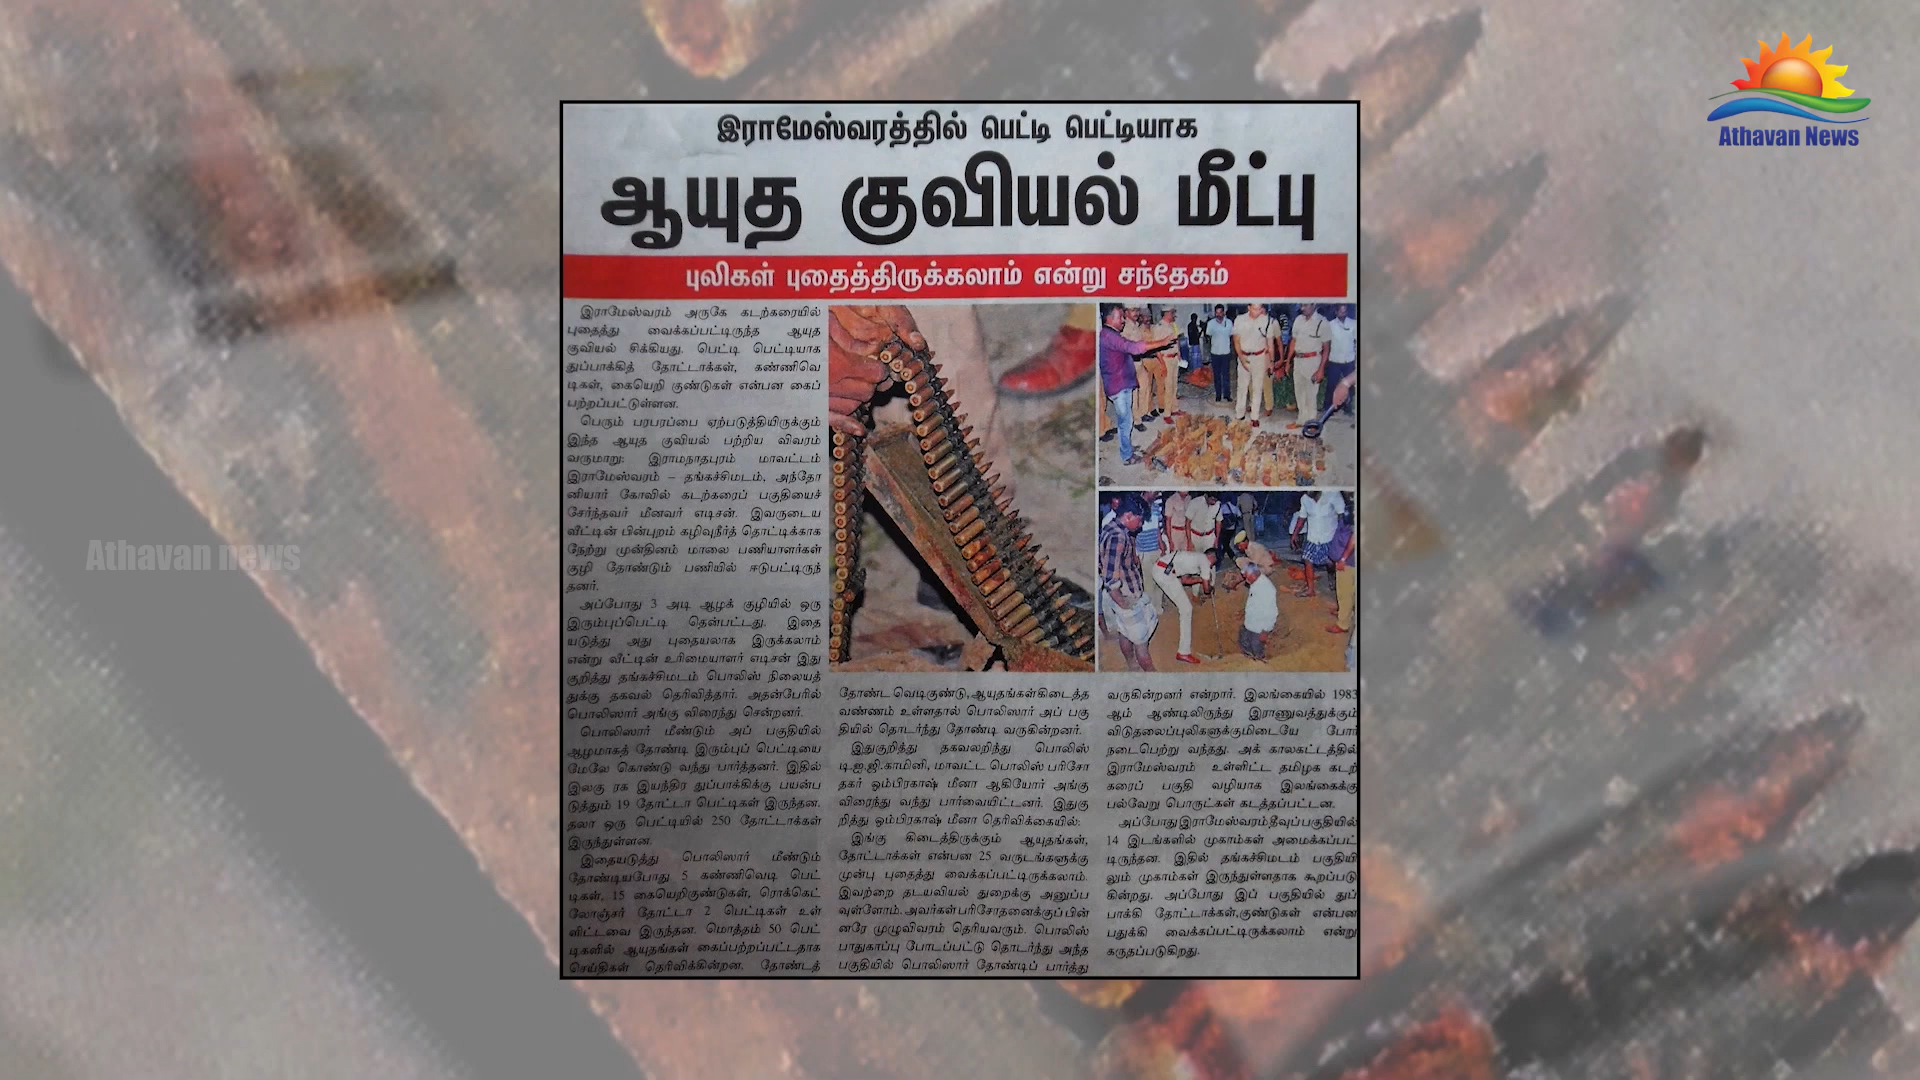 Athavan News
இராமேஸ்வரத்தில் பெட்டி பெட்டியாக
ஆயுத குவியல் மீட்பு
புலிகள் புதைத்திருக்கலாம் என்று சந்தேகம்
இராமேஸ்வரம் அருகே கடற்கரையில்
புதைத்து வைக்கப்பட்டிருந்த ஆயுத
குவியல் சிக்கியது. பெட்டி பெட்டியாக
துப்பாக்கித் தோட்டாக்கள், கண்ணிவெ
டிகள், கையெறி குண்டுகள் என்பன கைப்
பற்றப்பட்டுள்ளன.
பெரும் பரபரப்பை ஏற்படுத்தியிருக்கும்
இந்த ஆயுத குவியல் பற்றிய விவரம்
வருமாறு: இராமநாதபுரம் மாவட்டம்
இராமேஸ்வரம் – தங்கச்சிமடம், அந்தோ
னியார் கோவில் கடற்கரைப் பகுதியைச்
சேர்ந்தவர் மீனவர் எடிசன். இவருடைய
வீட்டின் பின்புறம் கழிவுநீர்த் தொட்டிக்காக
நேற்று முன்தினம் மாலை பணியாளர்கள்
குழி தோண்டும் பணியில் ஈடுபட்டிருந்
தனர்.
அப்போது 3 அடி ஆழக் குழியில் ஒரு
இரும்புப்பெட்டி தென்பட்டது. இதை
யடுத்து அது புதையலாக இருக்கலாம்
என்று வீட்டின் உரிமையாளர் எடிசன் இது
குறித்து தங்கச்சிமடம் பொலிஸ் நிலையத்
துக்கு தகவல் தெரிவித்தார். அதன்பேரில்
பொலிஸார் அங்கு விரைந்து சென்றனர்.
பொலிஸார் மீண்டும் அப் பகுதியில்
ஆழமாகத் தோண்டி இரும்புப் பெட்டியை
மேலே கொண்டு வந்து பார்த்தனர். இதில்
இலகு ரக இயந்திர துப்பாக்கிக்கு பயன்ப
டுத்தும் 19 தோட்டா பெட்டிகள் இருந்தன.
தலா ஒரு பெட்டியில் 250 தோட்டாக்கள்
இருந்துள்ளன.
இதையடுத்து பொலிஸார் மீண்டும்
தோண்டியபோது 5 கண்ணிவெடி பெட்
டிகள், 15 கையெறிகுண்டுகள், ரொக்கெட்
லோஞ்சர் தோட்டா 2 பெட்டிகள் உள்
ளிட்டவை இருந்தன. மொத்தம் 50 பெட்
டிகளில் ஆயுதங்கள் கைப்பற்றப்பட்டதாக
செய்திகள் தெரிவிக்கின்றன. தோண்டத்
தோண்ட வெடிகுண்டு, ஆயுதங்கள் கிடைத்த
வண்ணம் உள்ளதால் பொலிஸார் அப் பகு
தியில் தொடர்ந்து தோண்டி வருகின்றனர்.
இதுகுறித்து தகவலறிந்து பொலிஸ்
டி.ஐ.ஜி.காமினி, மாவட்ட பொலிஸ் பரிசோ
தகர் ஓம்பிரகாஷ் மீனா ஆகியோர் அங்கு
விரைந்து வந்து பார்வையிட்டனர். இதுகு
றித்து ஓம்பிரகாஷ் மீனா தெரிவிக்கையில்:
இங்கு கிடைத்திருக்கும் ஆயுதங்கள்,
தோட்டாக்கள் என்பன 25 வருடங்களுக்கு
முன்பு புதைத்து வைக்கப்பட்டிருக்கலாம்.
இவற்றை தடயவியல் துறைக்கு அனுப்ப
வுள்ளோம். அவர்கள் பரிசோதனைக்குப் பின்
னரே முழுவிவரம் தெரியவரும். பொலிஸ்
பாதுகாப்பு போடப்பட்டு தொடர்ந்து அந்த
பகுதியில் பொலிஸார் தோண்டிப் பார்த்து
வருகின்றனர் என்றார். இலங்கையில் 1983
ஆம் ஆண்டிலிருந்து இராணுவத்துக்கும்
விடுதலைப்புலிகளுக்குமிடையே போர்
நடைபெற்று வந்தது. அக் காலகட்டத்தில்
இராமேஸ்வரம் உள்ளிட்ட தமிழக கடற்
கரைப் பகுதி வழியாக இலங்கைக்கு
பல்வேறு பொருட்கள் கடத்தப்பட்டன.
அப்போது இராமேஸ்வரம் தீவுப் பகுதியில்
14 இடங்களில் முகாம்கள் அமைக்கப்பட்
டிருந்தன. இதில் தங்கச்சிமடம் பகுதியி
லும் முகாம்கள் இருந்துள்ளதாக கூறப்படு
கின்றது. அப்போது இப் பகுதியில் துப்
பாக்கி தோட்டாக்கள்,குண்டுகள் என்பன
பதுக்கி வைக்கப்பட்டிருக்கலாம் என்று
கருதப்படுகிறது.
Athavan news